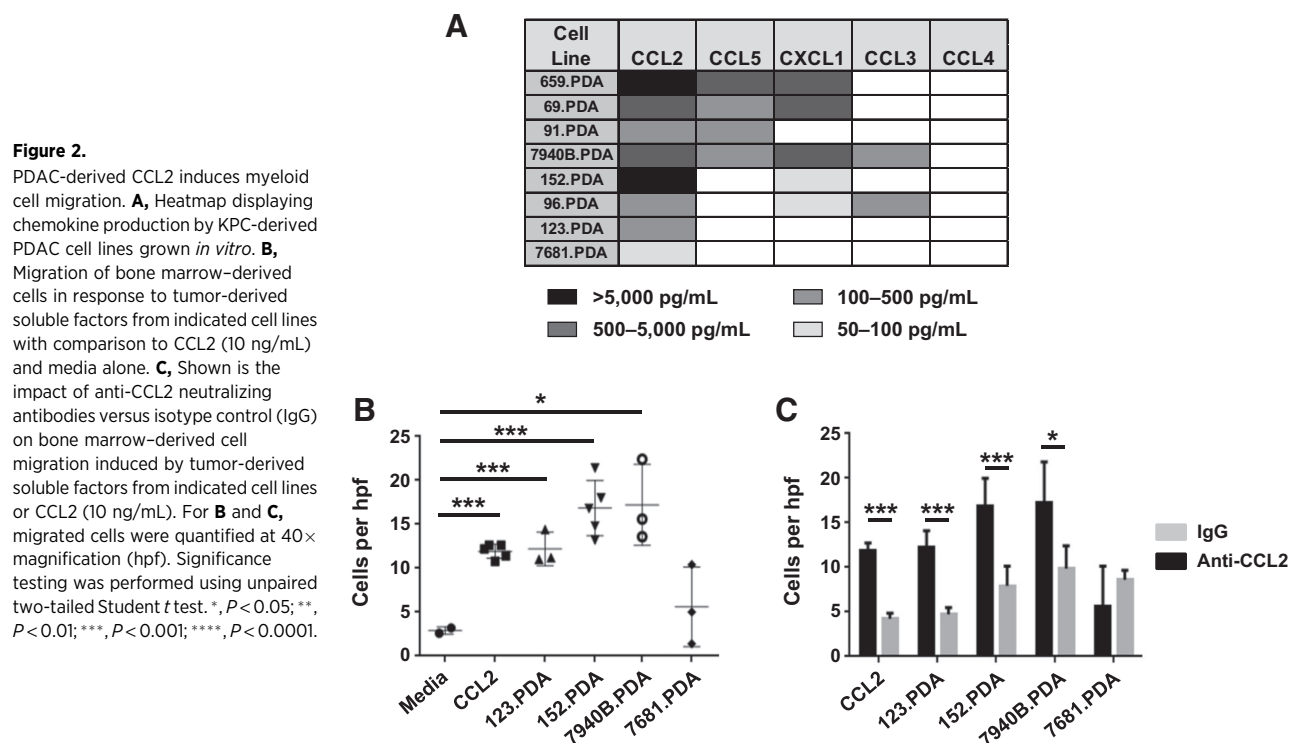 Figure 2.
PDAC-derived CCL2 induces myeloid
cell migration. A, Heatmap displaying
chemokine production by KPC-derived
PDAC cell lines grown in vitro. B,
Migration of bone marrow–derived
cells in response to tumor-derived
soluble factors from indicated cell lines
with comparison to CCL2 (10 ng/mL)
and media alone. C, Shown is the
impact of anti-CCL2 neutralizing
antibodies versus isotype control (IgG)
on bone marrow–derived cell
migration induced by tumor-derived
soluble factors from indicated cell lines
or CCL2 (10 ng/mL). For B and C,
migrated cells were quantified at 40×
magnification (hpf). Significance
testing was performed using unpaired
two-tailed Student t test. *, P < 0.05; **,
P < 0.01; ***, P < 0.001; ****, P < 0.0001.
A
Cell
Line CCL2 CCL5 CXCL1 CCL3 CCL4
659.PDA
69.PDA
91.PDA
7940B.PDA
152.PDA
96.PDA
123.PDA
7681.PDA
>5,000 pg/mL 100–500 pg/mL
500–5,000 pg/mL 50–100 pg/mL
B
*
***
***
***
Cells per hpf
25
20
15
10
5
0
Media CCL2 123.PDA 152.PDA 7940B.PDA 7681.PDA
C
*** *** *** *
Cells per hpf
25
20
15
10
5
0
CCL2 123.PDA 152.PDA 7940B.PDA 7681.PDA
IgG
Anti-CCL2